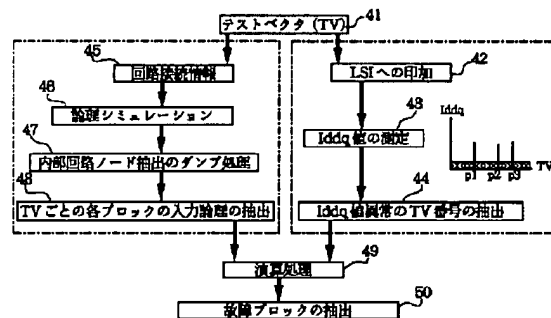 テストベクタ (TV)
41
45
回路接続情報
46
論理シミュレーション
47
内部回路ノード抽出のダンプ処理
48
TVごとの各ブロックの入力論理の抽出
42
LSIへの印加
43
Iddq値の測定
Iddq
TV
p1 p2 p3
44
Iddq値異常のTV番号の抽出
49
演算処理
50
故障ブロックの抽出